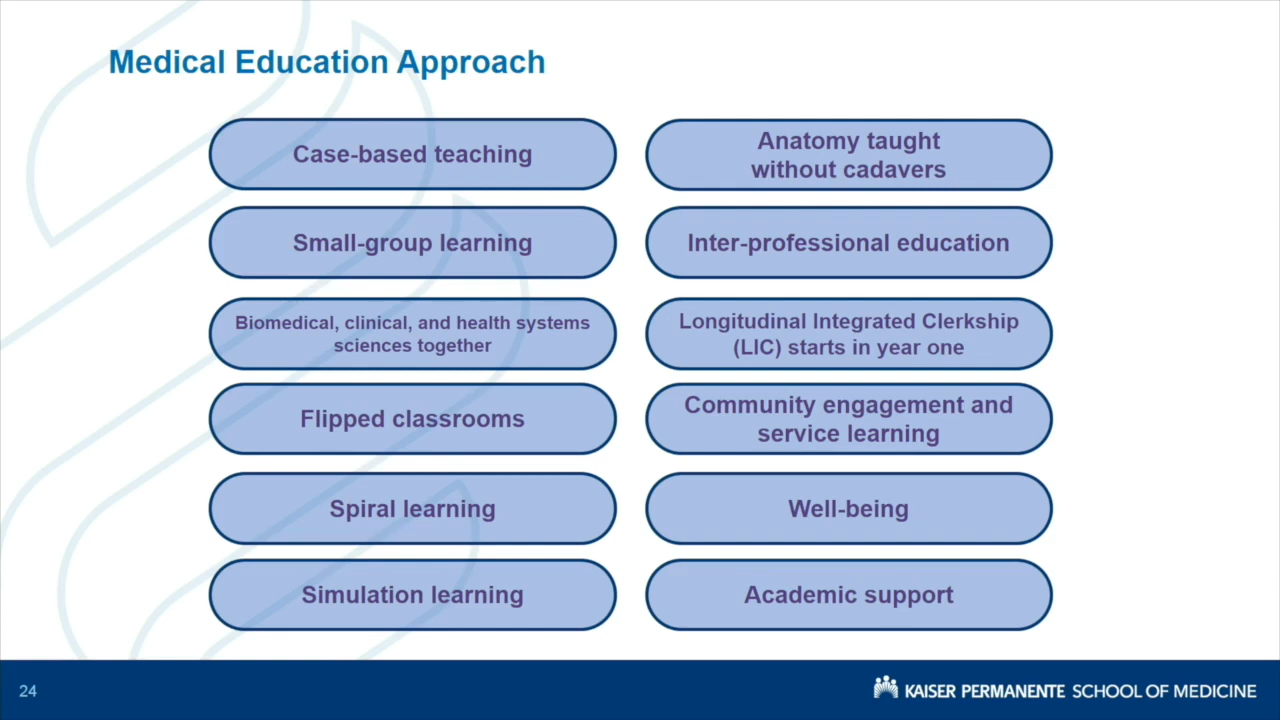 Medical Education Approach
Case-based teaching
Anatomy taught
without cadavers
Small-group learning
Inter-professional education
Biomedical, clinical, and health systems
sciences together
Longitudinal Integrated Clerkship
(LIC) starts in year one
Flipped classrooms
Community engagement and
service learning
Spiral learning
Well-being
Simulation learning
Academic support
24
KAISER PERMANENTE SCHOOL OF MEDICINE